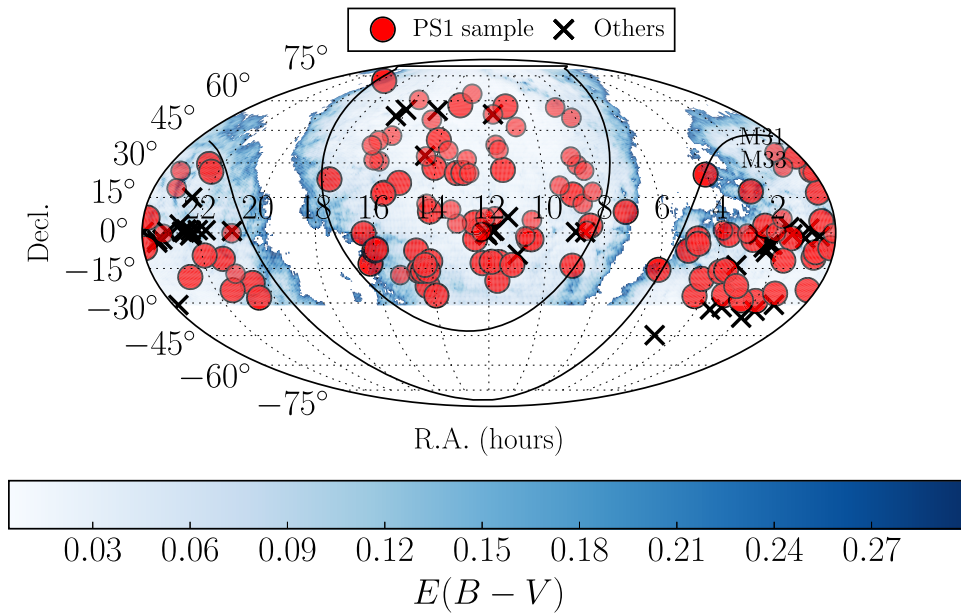 PS1 sample Others
75°
60°
45°
30°
15°
0°
−15°
−30°
−45°
−60°
−75°
M31
M33
22 20 18 16 14 12 10 8 6 4 2
Ded.
R.A. (hours)
0.03 0.06 0.09 0.12 0.15 0.18 0.21 0.24 0.27
E(B − V)